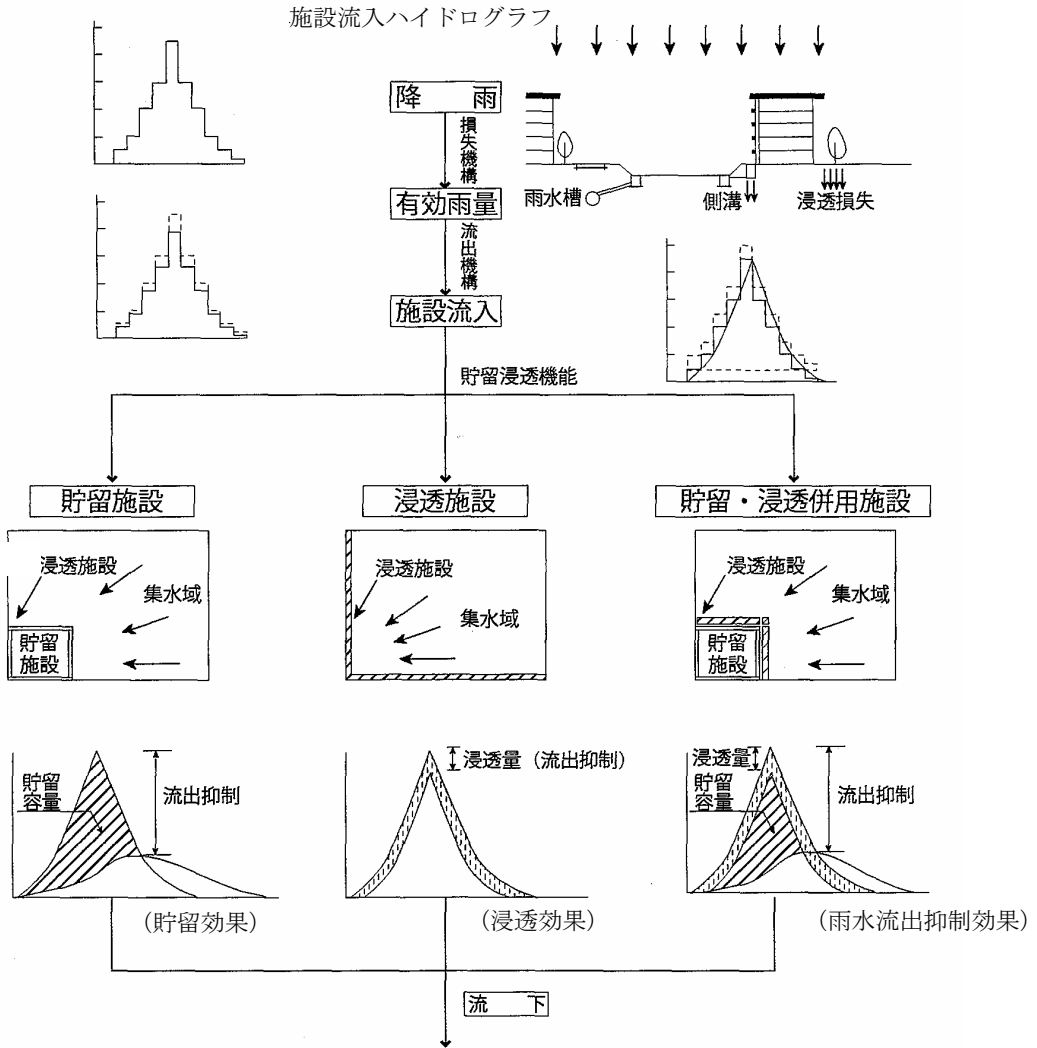 施設流入ハイドログラフ
降　雨
損失機構
有効雨量
流出機構
施設流入
雨水槽
側溝
浸透損失
貯留浸透機能
貯留施設
浸透施設
貯留・浸透併用施設
浸透施設
集水域
貯留
施設
浸透施設
集水域
浸透施設
集水域
貯留
施設
貯留
容量
流出抑制
(貯留効果)
浸透量（流出抑制）
(浸透効果)
浸透量
貯留
容量
流出抑制
(雨水流出抑制効果)
流　下